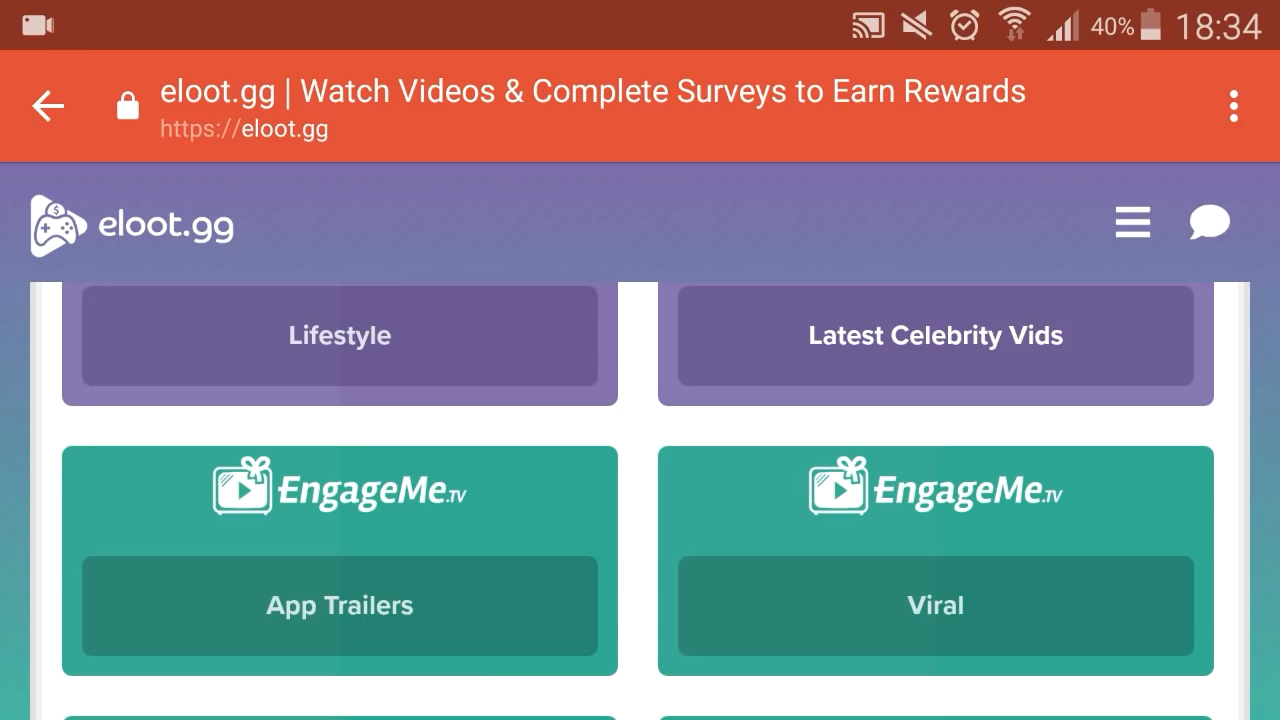 40% 18:34
eloot.gg | Watch Videos & Complete Surveys to Earn Rewards
https://eloot.gg
$ eloot.gg
Lifestyle
Latest Celebrity Vids
EngageMe.TV
EngageMe.TV
App Trailers
Viral